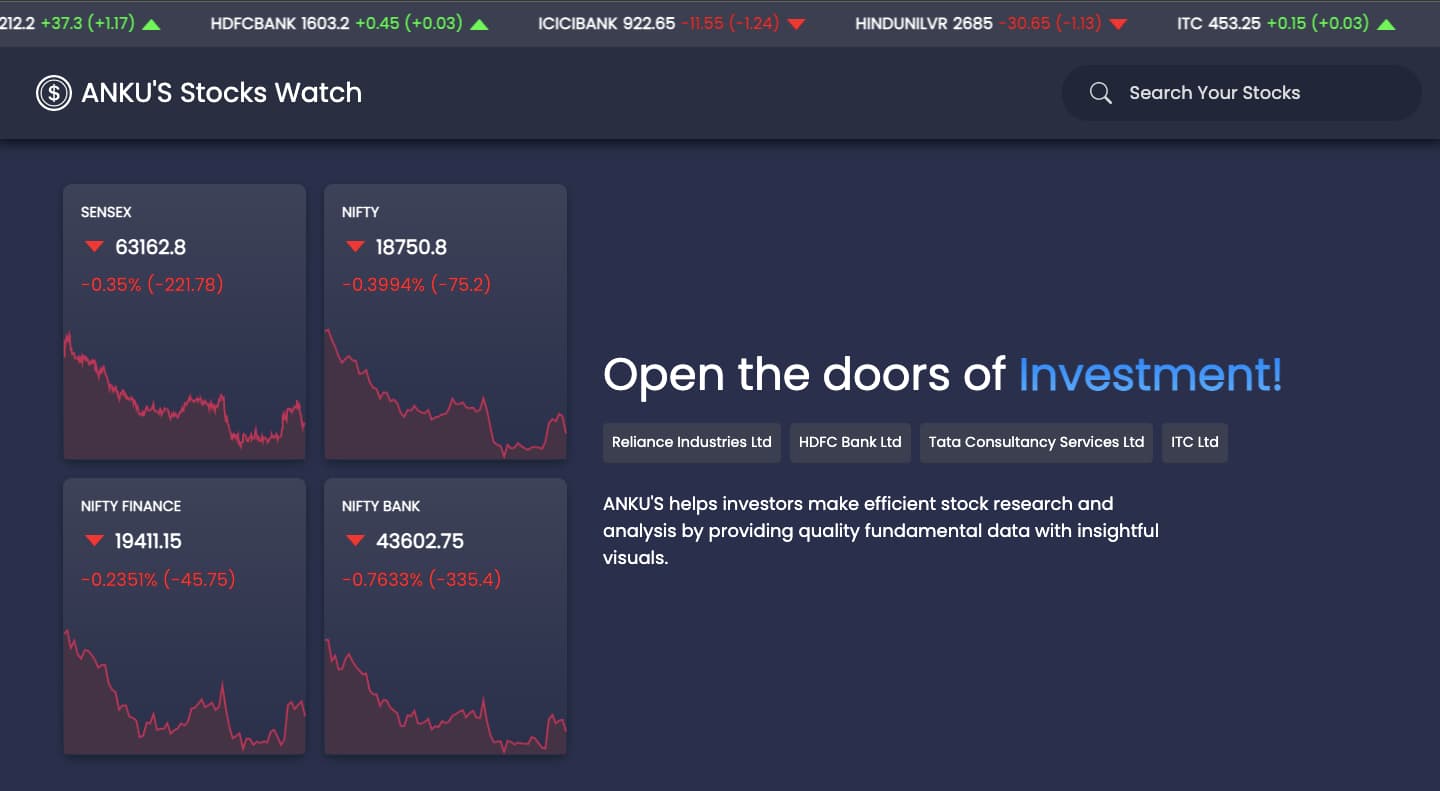 212.2 +37.3 (+1.17) HDFCBANK 1603.2 +0.45 (+0.03) ICICIBANK 922.65 -11.55 (-1.24) HINDUNILVR 2685 -30.65 (-1.13) ITC 453.25 +0.15 (+0.03)
$ ANKU'S Stocks Watch
Search Your Stocks
SENSEX
63162.8
-0.35% (-221.78)
NIFTY
18750.8
-0.3994% (-75.2)
NIFTY FINANCE
19411.15
-0.2351% (-45.75)
NIFTY BANK
43602.75
-0.7633% (-335.4)
Open the doors of Investment!
Reliance Industries Ltd HDFC Bank Ltd Tata Consultancy Services Ltd ITC Ltd
ANKU'S helps investors make efficient stock research and
analysis by providing quality fundamental data with insightful
visuals.